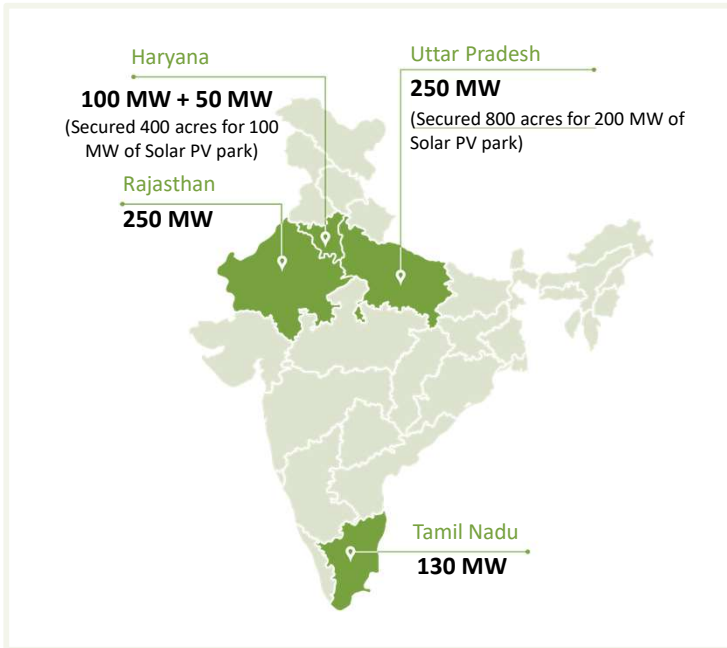 Haryana
100 MW + 50 MW
(Secured 400 acres for 100
MW of Solar PV park)
Uttar Pradesh
250 MW
(Secured 800 acres for 200 MW of
Solar PV park)
Rajasthan
250 MW
Tamil Nadu
130 MW